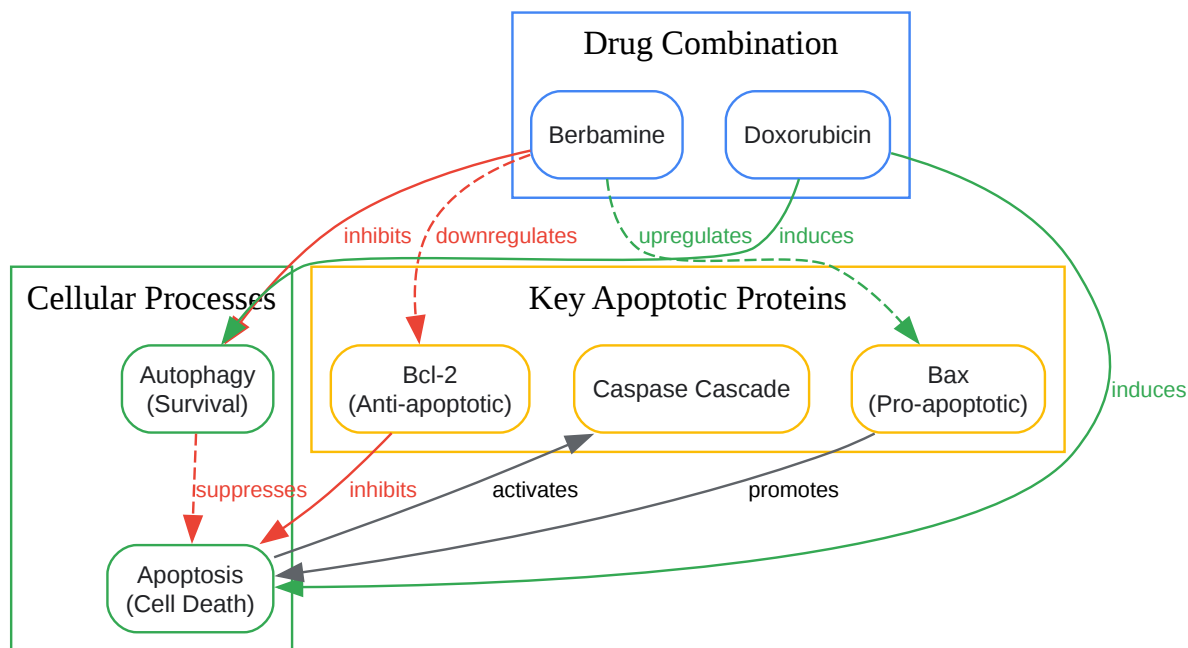 Drug Combination
Berbamine
Doxorubicin
inhibits
downregulates
upregulates
induces
Cellular Processes
Key Apoptotic Proteins
Autophagy
(Survival)
Bcl-2
(Anti-apoptotic)
Caspase Cascade
Bax
(Pro-apoptotic)
induces
suppresses
inhibits
activates
promotes
Apoptosis
(Cell Death)